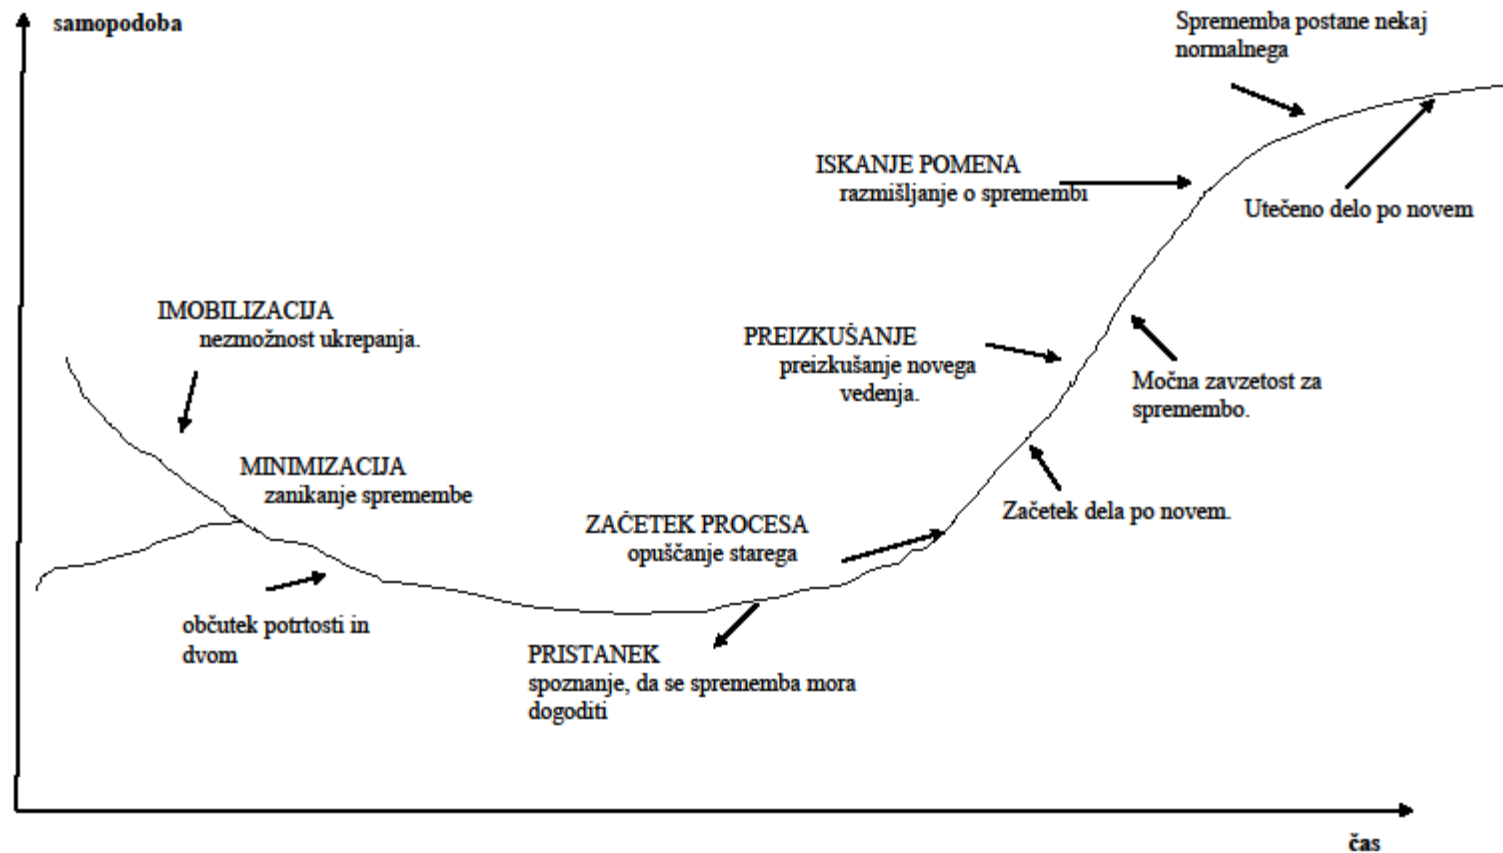 samopodoba
Sprememba postane nekaj
normalnega
ISKANJE POMENA
razmišljanje o spremembi
Utečeno delo po novem
IMOBILIZACIJA
nezmožnost ukrepanja.
PREIZKUŠANJE
preizkušanje novega
vedenja.
Močna zavzetost za
spremembo.
MINIMIZACIJA
zanikanje spremembe
ZAČETEK PROCESA
opuščanje starega
Začetek dela po novem.
občutek potrtosti in
dvom
PRISTANEK
spoznanje, da se sprememba mora
dogoditi
čas